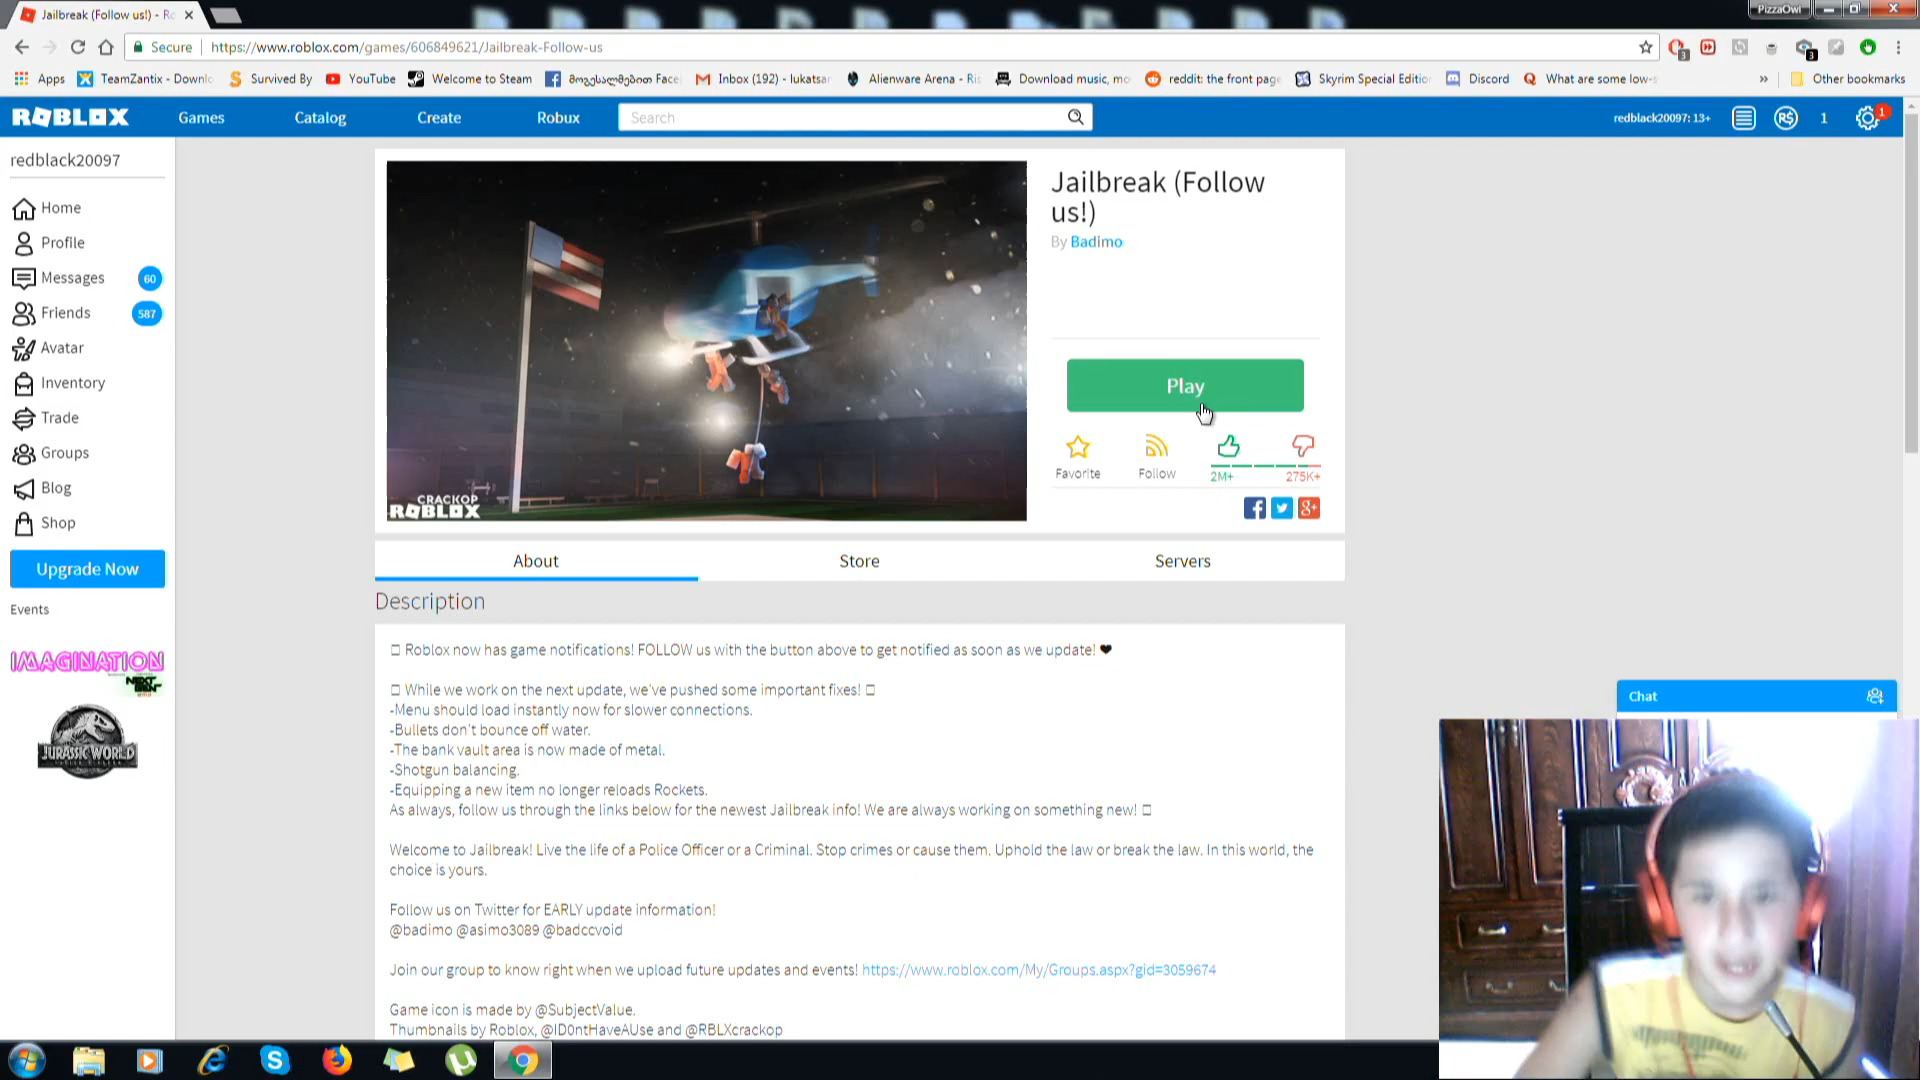 Jailbreak (Follow us!) - Ro
PizzaOwl
Secure
https://www.roblox.com/games/606849621/Jailbreak-Follow-us
Apps
TeamZantix - Downlo
Survived By
YouTube
Welcome to Steam
მოგესალმებით Face
Inbox (192) - lukatsar
Alienware Arena - Ris
Download music, mo
reddit: the front page
Skyrim Special Editio
Discord
What are some low-s
»
Other bookmarks
ROBLOX
Games
Catalog
Create
Robux
Search
redblack20097: 13+
R$
1
1
redblack20097
Home
Profile
Messages
60
Friends
587
Avatar
Inventory
Trade
Groups
Blog
Shop
Upgrade Now
Events
IMAGINATION
NEXT GEN
JURASSIC WORLD
CRACKOP
ROBLOX
Jailbreak (Follow
us!)
By Badimo
Play
Favorite
Follow
2M+
275K+
About
Store
Servers
Description
Roblox now has game notifications! FOLLOW us with the button above to get notified as soon as we update! ❤
While we work on the next update, we've pushed some important fixes!
-Menu should load instantly now for slower connections.
-Bullets don't bounce off water.
-The bank vault area is now made of metal.
-Shotgun balancing.
-Equipping a new item no longer reloads Rockets.
As always, follow us through the links below for the newest Jailbreak info! We are always working on something new!
Welcome to Jailbreak! Live the life of a Police Officer or a Criminal. Stop crimes or cause them. Uphold the law or break the law. In this world, the
choice is yours.
Follow us on Twitter for EARLY update information!
@badimo @asimo3089 @badccvoid
Join our group to know right when we upload future updates and events! https://www.roblox.com/My/Groups.aspx?gid=3059674
Game icon is made by @SubjectValue.
Thumbnails by Roblox, @ID0ntHaveAUse and @RBLXcrackop
Chat